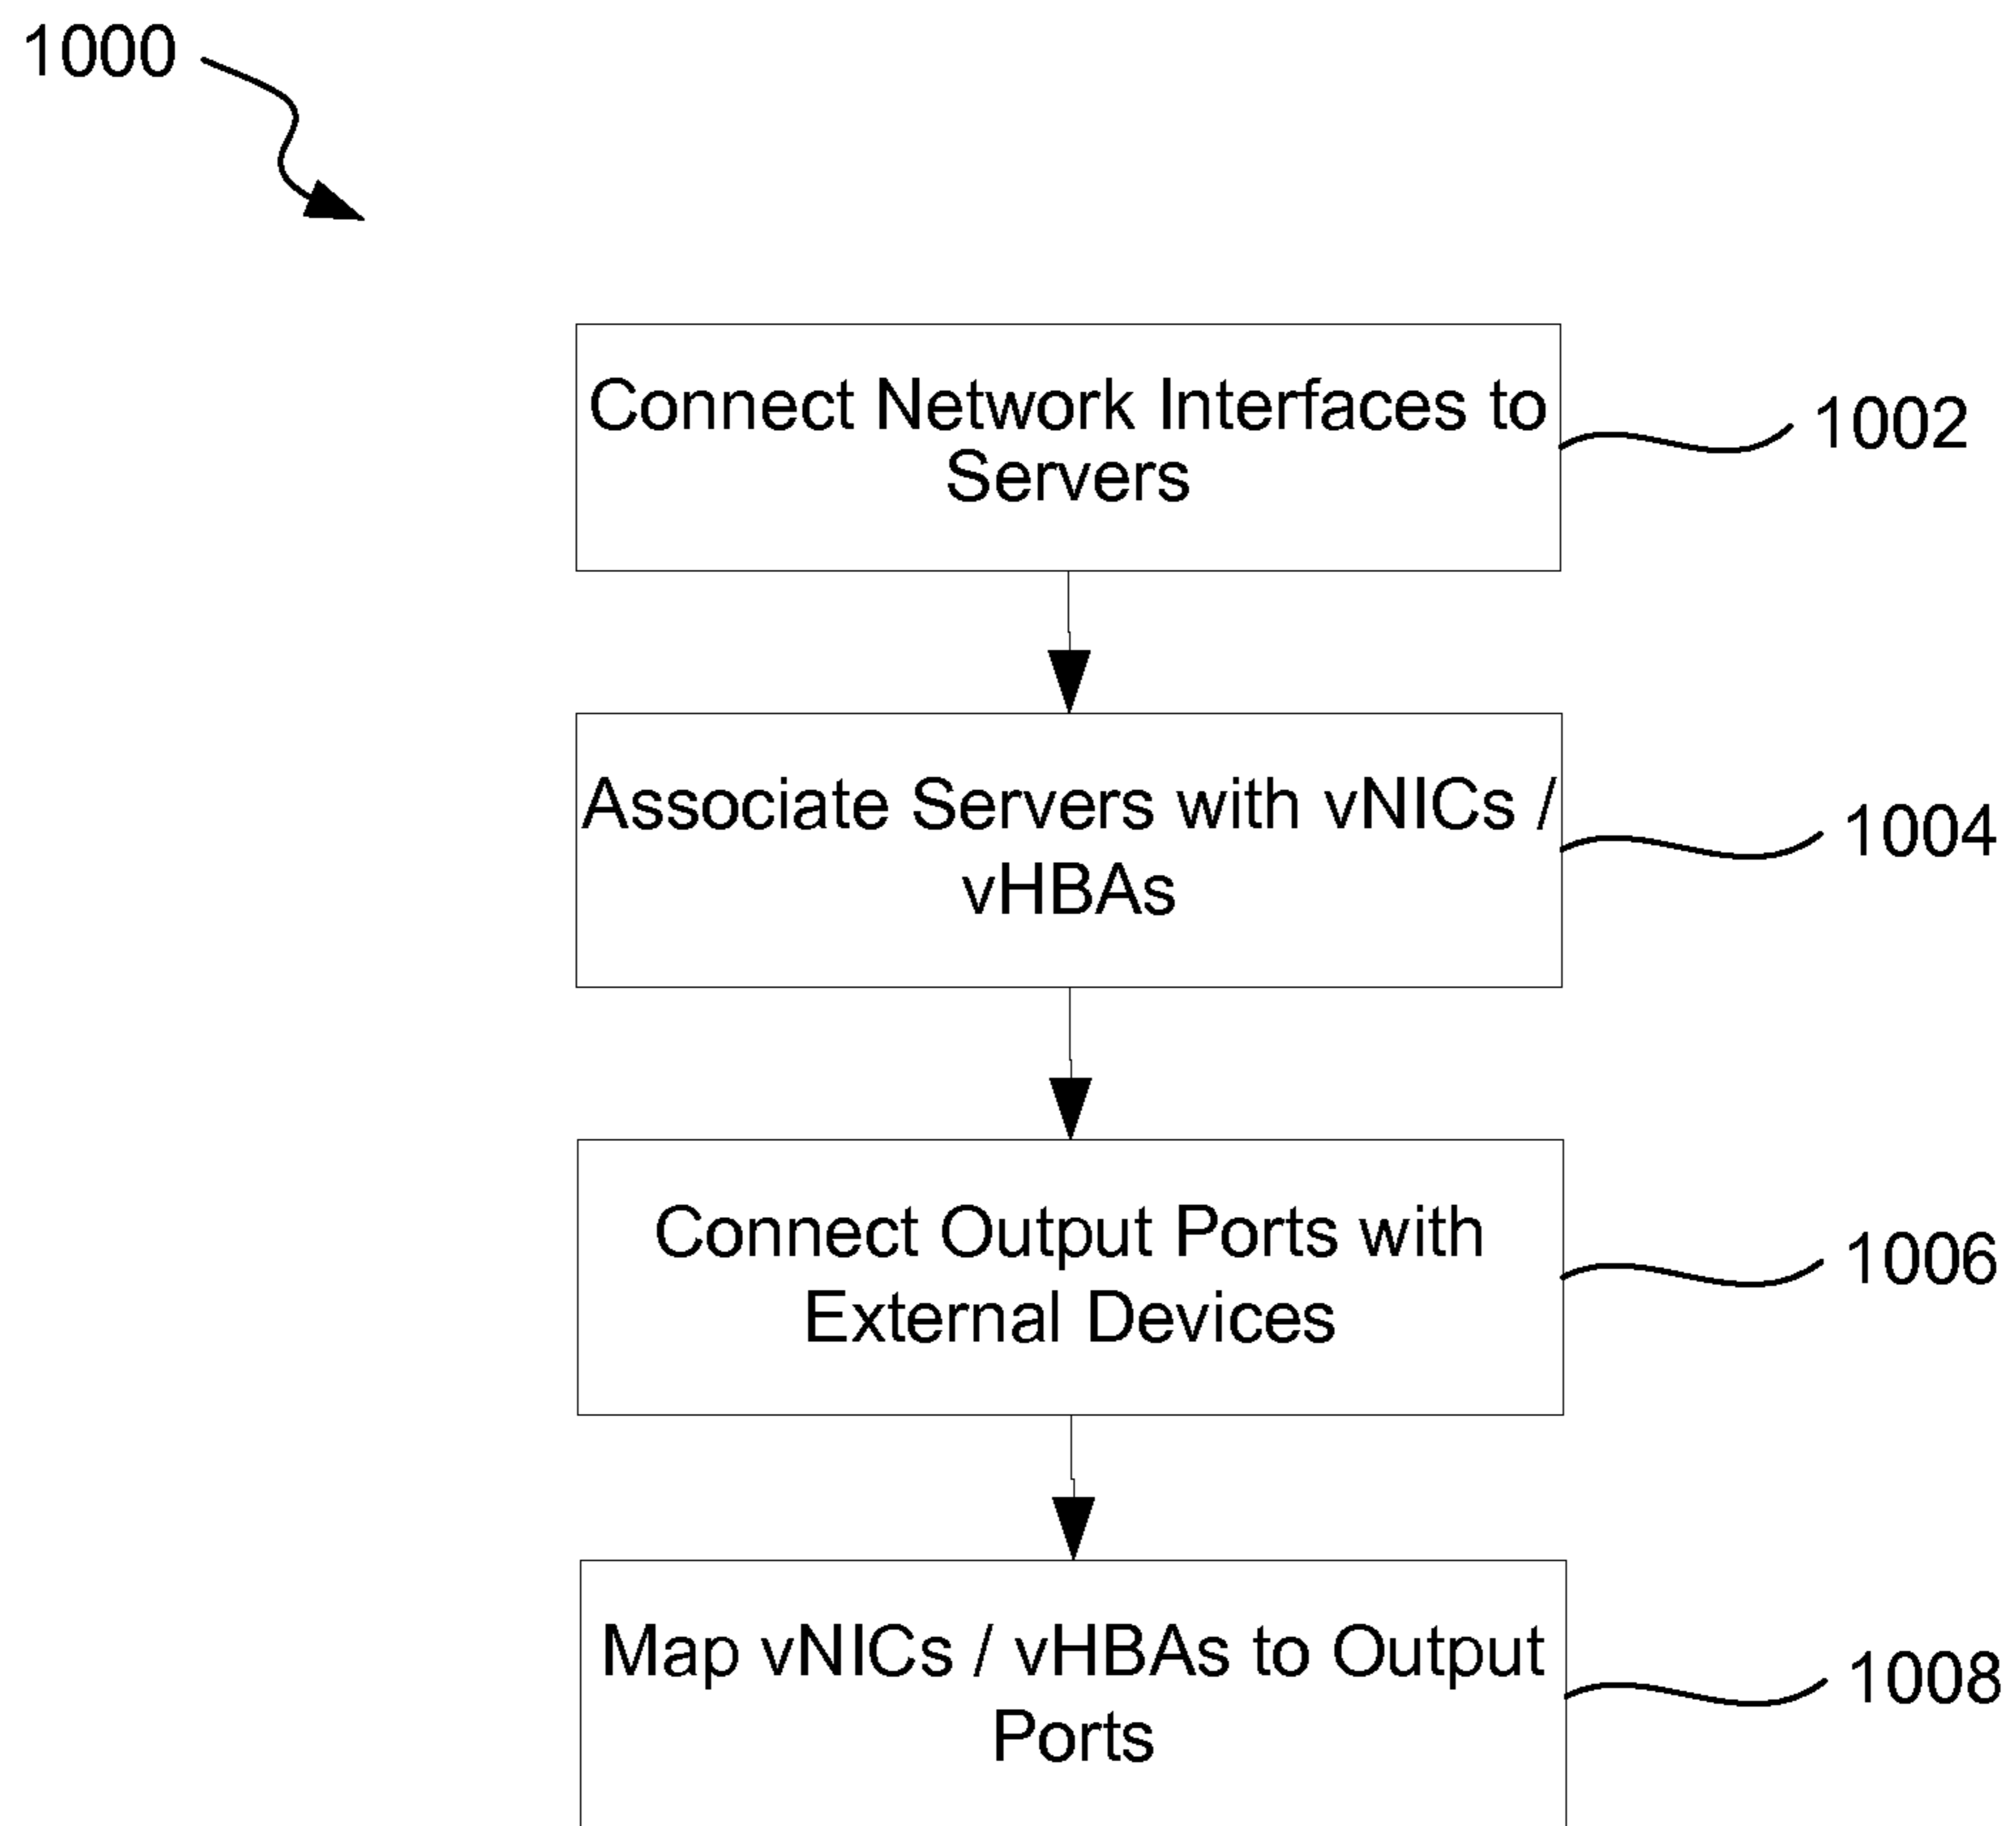 1000
Connect Network Interfaces to
Servers
1002
Associate Servers with vNICs /
vHBAs
1004
Connect Output Ports with
External Devices
1006
Map vNICs / vHBAs to Output
Ports
1008